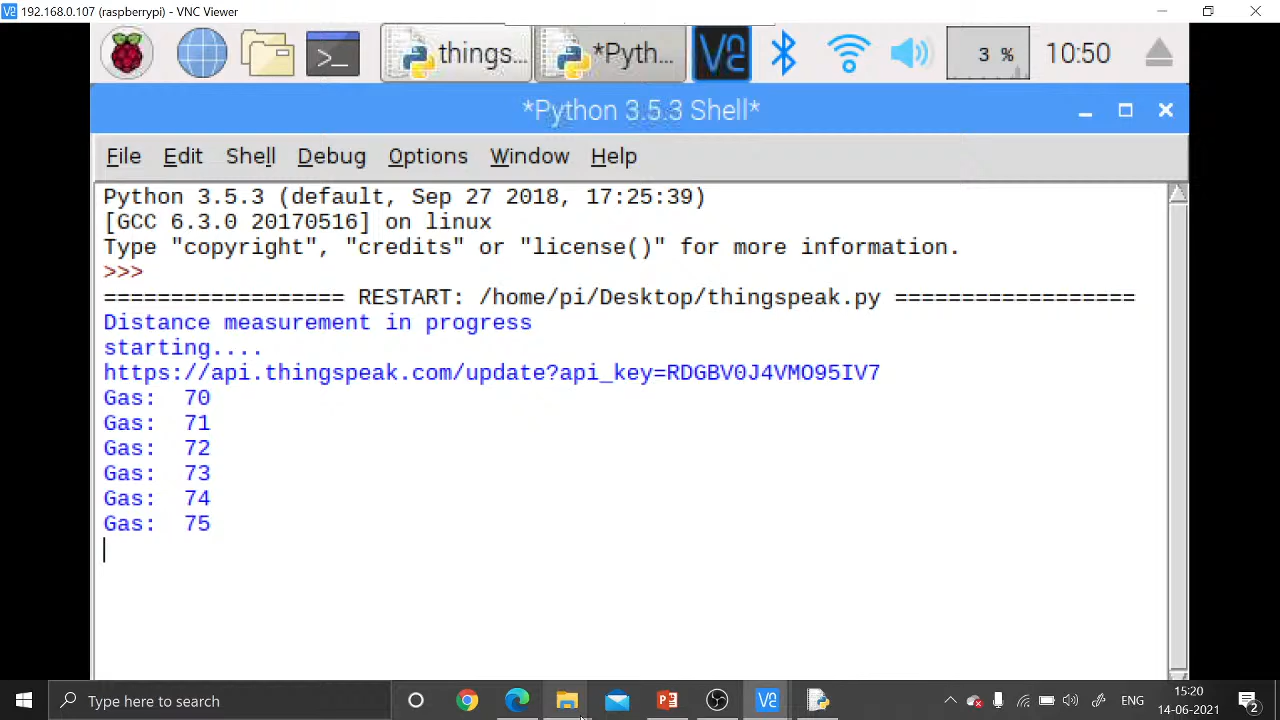 192.168.0.107 (raspberrypi) - VNC Viewer
things... *Pyth... 3 % 10:50
*Python 3.5.3 Shell*
File Edit Shell Debug Options Window Help
Python 3.5.3 (default, Sep 27 2018, 17:25:39)
[GCC 6.3.0 20170516] on linux
Type "copyright", "credits" or "license()" for more information.
>>>
================== RESTART: /home/pi/Desktop/thingspeak.py ==================
Distance measurement in progress
starting....
https://api.thingspeak.com/update?api_key=RDGBV0J4VMO95IV7
Gas:  70
Gas:  71
Gas:  72
Gas:  73
Gas:  74
Gas:  75
Type here to search
ENG
15:20
14-06-2021
2